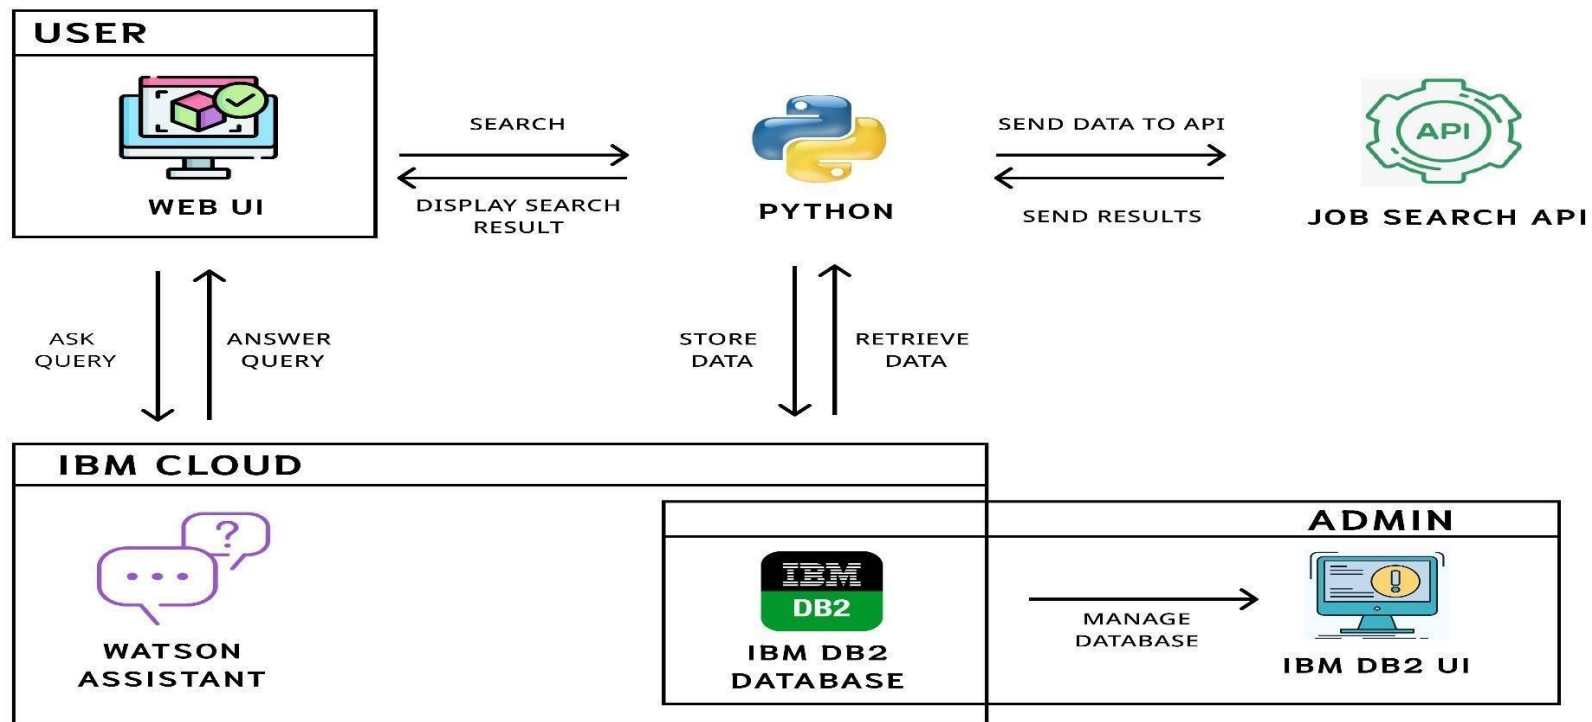 USER
WEB UI
SEARCH
DISPLAY SEARCH
RESULT
PYTHON
SEND DATA TO API
SEND RESULTS
API
JOB SEARCH API
ASK
QUERY
ANSWER
QUERY
STORE
DATA
RETRIEVE
DATA
IBM CLOUD
?
WATSON
ASSISTANT
IBM
DB2
IBM DB2
DATABASE
MANAGE
DATABASE
ADMIN
!
IBM DB2 UI